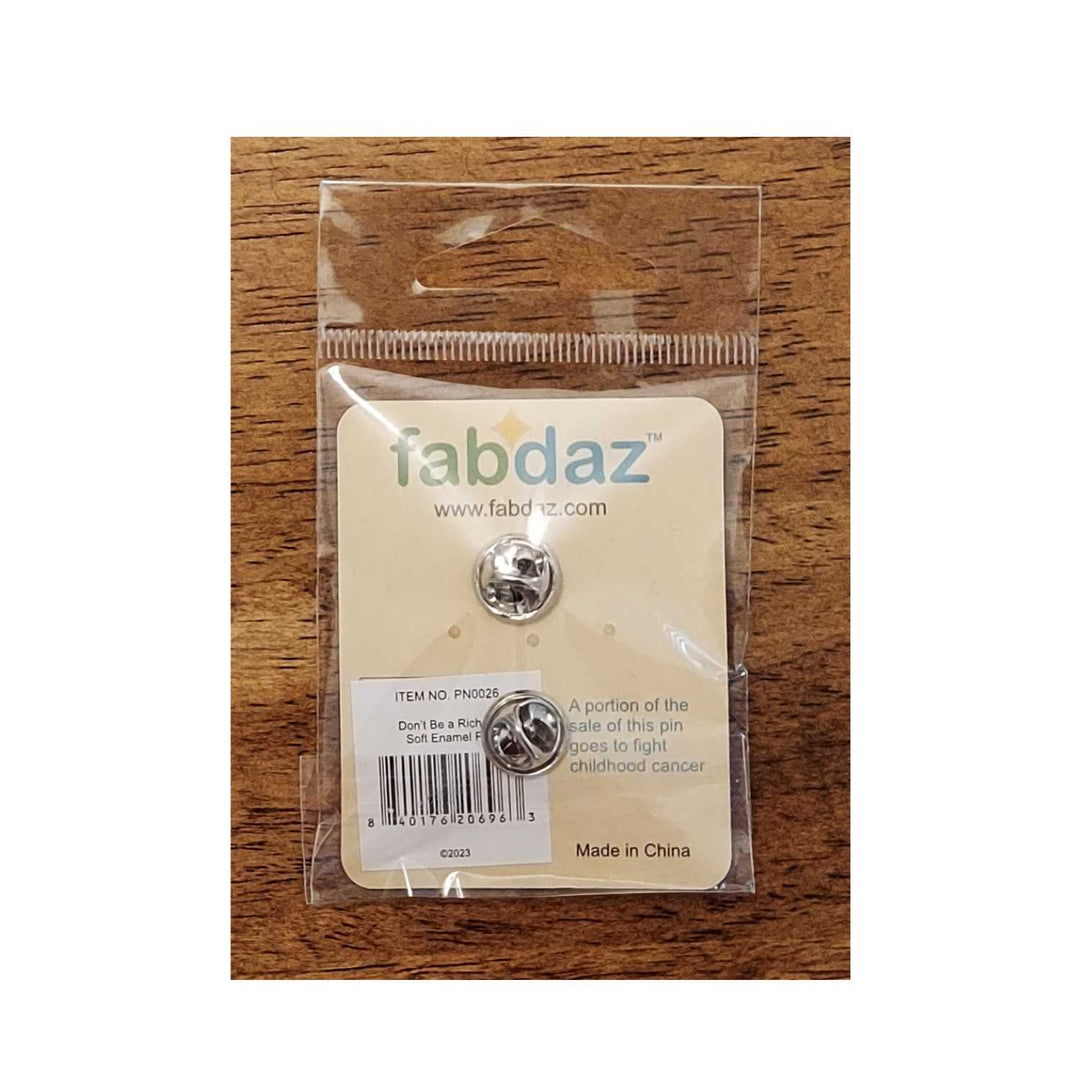 fabdaz™
www.fabdaz.com
ITEM NO. PN0026
Don't Be a Rich
Soft Enamel
A portion of the
sale of this pin
goes to fight
childhood cancer
8 40176 20696 3
©2023
Made in China